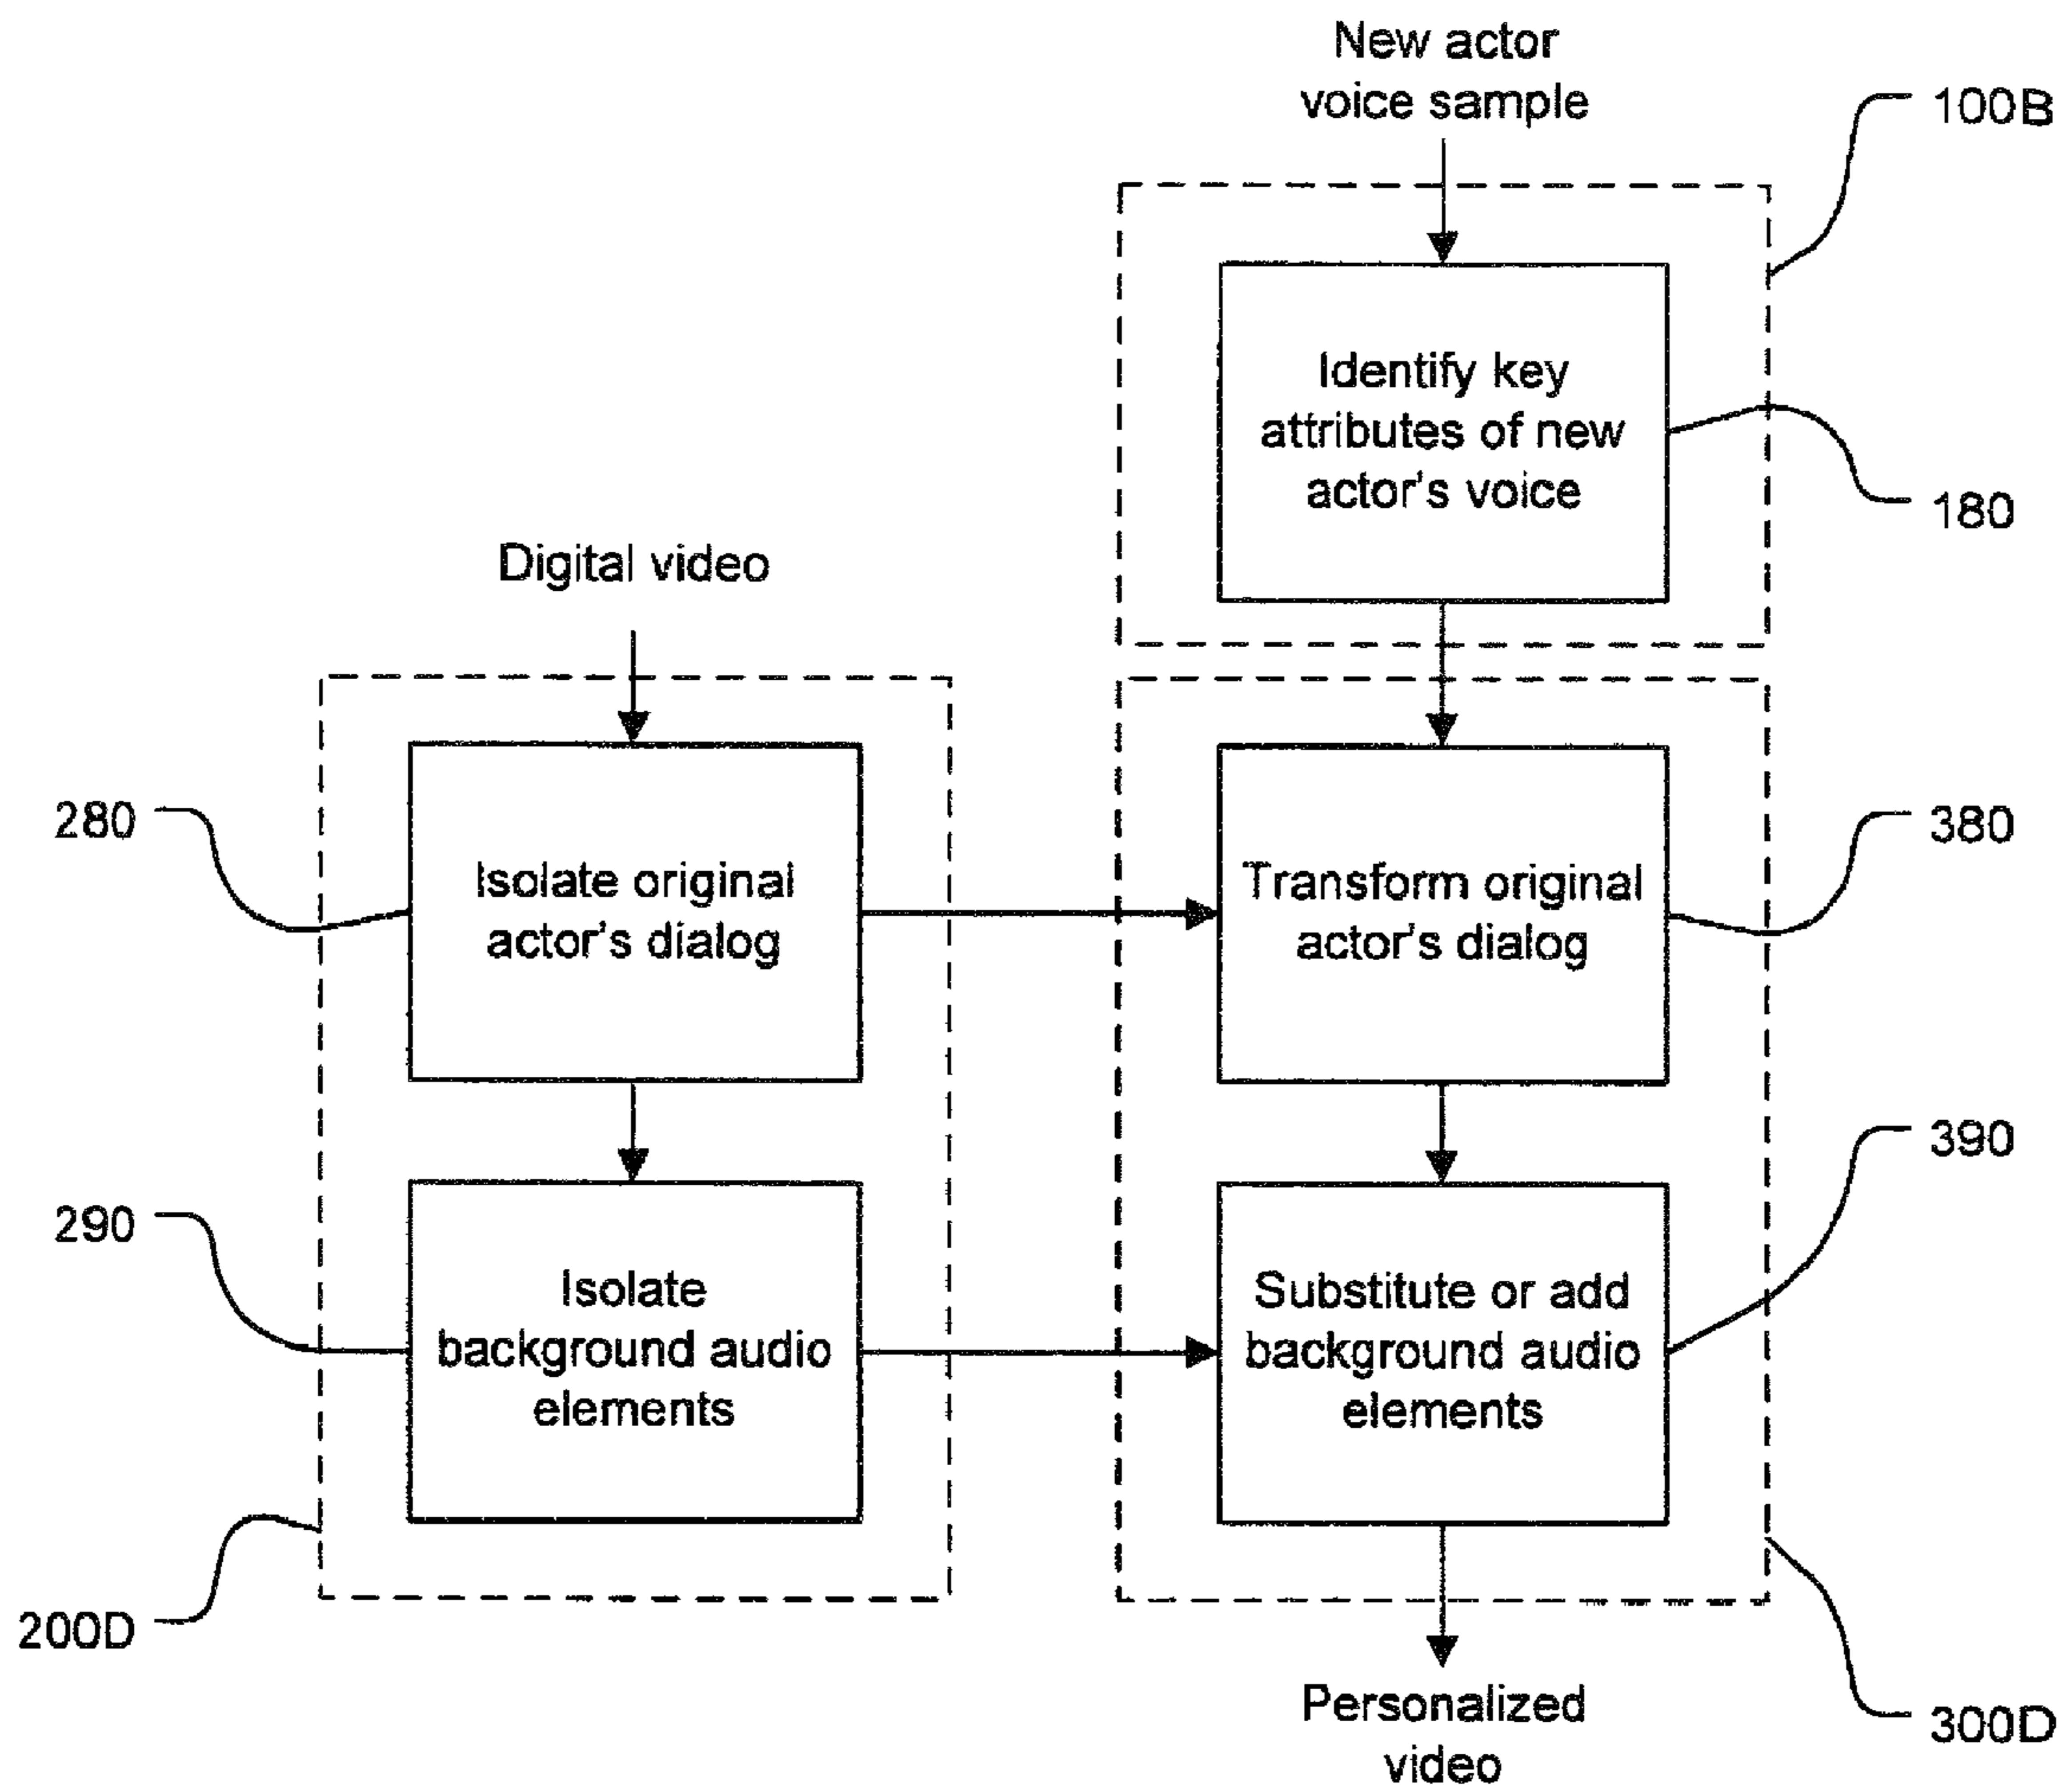 New actor
voice sample
100B
Identify key
attributes of new
actor's voice
180
Digital video
280
Isolate original
actor's dialog
Transform original
actor's dialog
380
390
290
Isolate
background audio
elements
Substitute or add
background audio
elements
200D
Personalized
video
300D